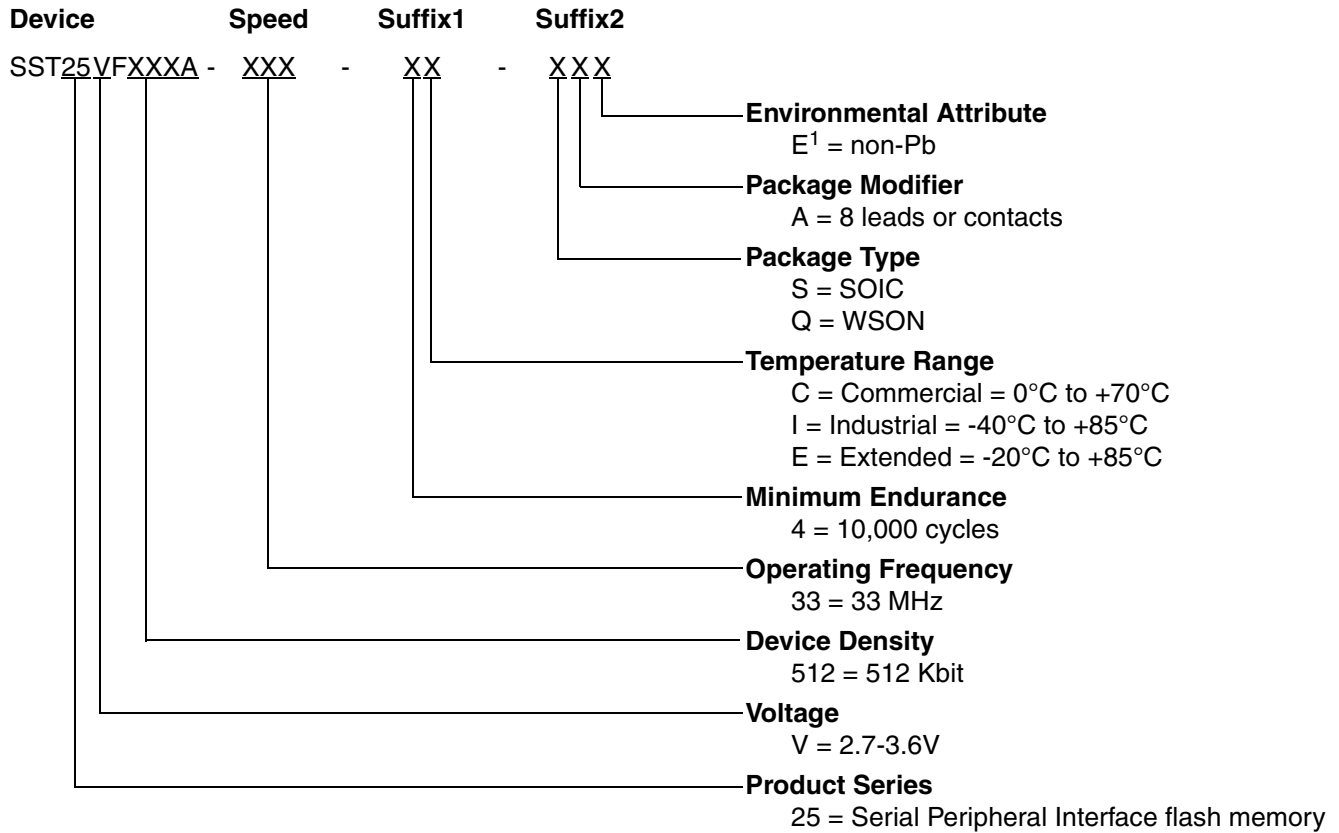 Device Speed Suffix1 Suffix2
SST25VFXXXA - XXX - XX - XXX
Environmental Attribute
E1 = non-Pb
Package Modifier
A = 8 leads or contacts
Package Type
S = SOIC
Q = WSON
Temperature Range
C = Commercial = 0°C to +70°C
I = Industrial = -40°C to +85°C
E = Extended = -20°C to +85°C
Minimum Endurance
4 = 10,000 cycles
Operating Frequency
33 = 33 MHz
Device Density
512 = 512 Kbit
Voltage
V = 2.7-3.6V
Product Series
25 = Serial Peripheral Interface flash memory